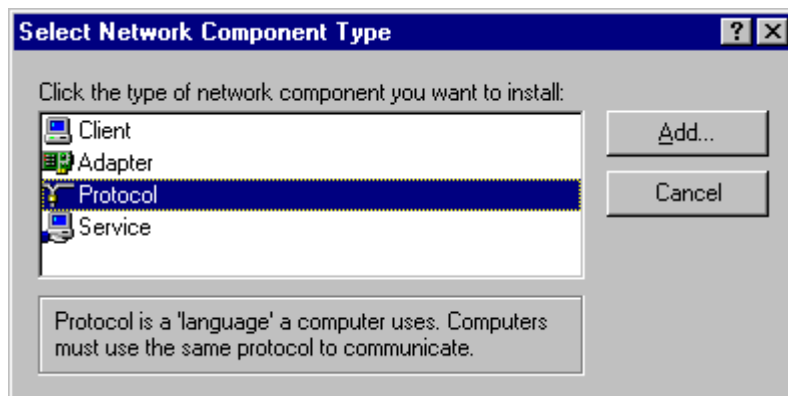 Select Network Component Type
Click the type of network component you want to install:
Client
Adapter
Protocol
Service
Add...
Cancel
Protocol is a 'language' a computer uses. Computers
must use the same protocol to communicate.